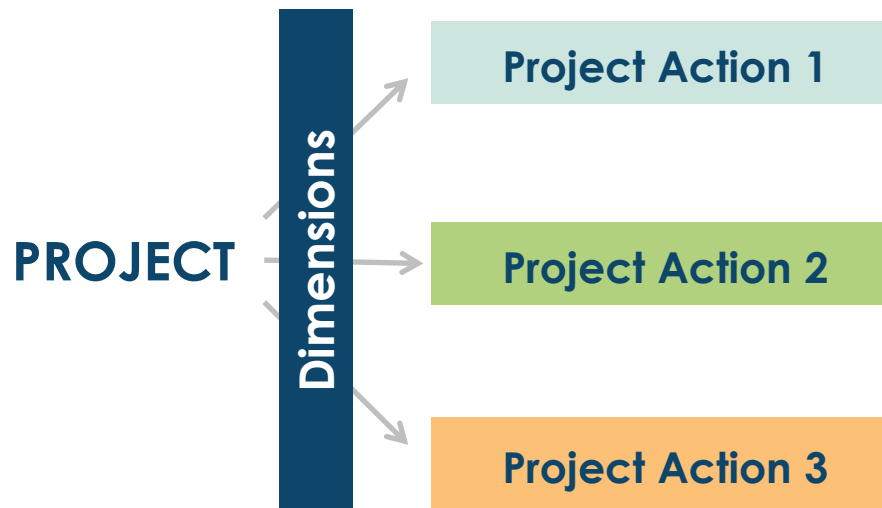 PROJECT
Dimensions
Project Action 1
Project Action 2
Project Action 3